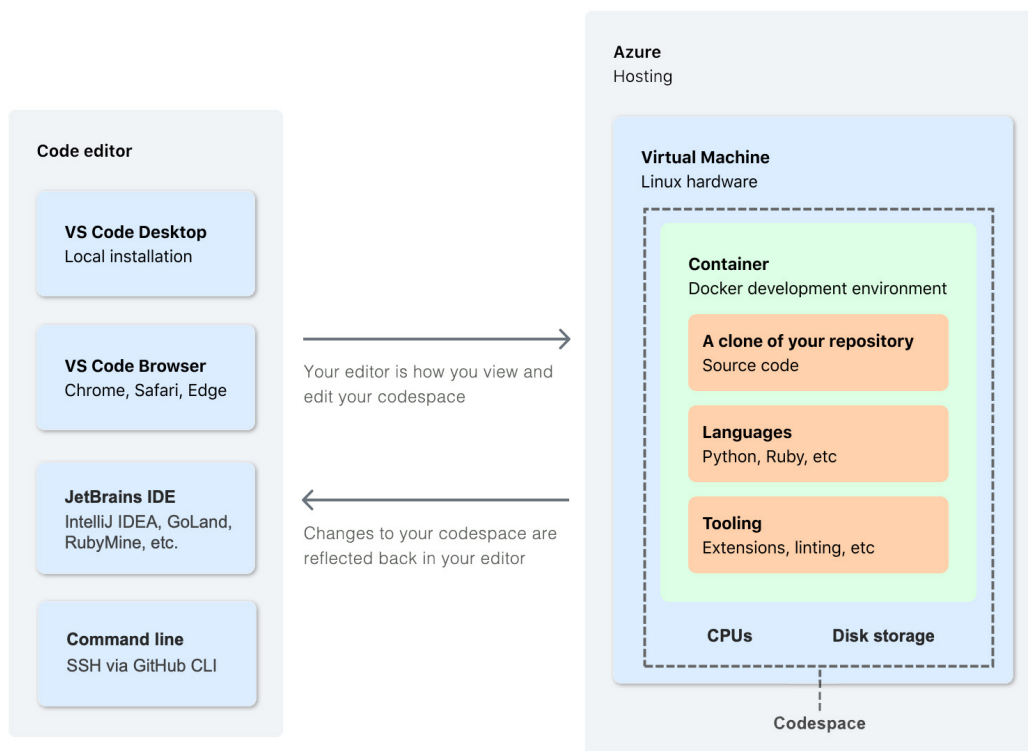 Code editor
VS Code Desktop
Local installation
VS Code Browser
Chrome, Safari, Edge
JetBrains IDE
IntelliJ IDEA, GoLand,
RubyMine, etc.
Command line
SSH via GitHub CLI
Your editor is how you view and
edit your codespace
Changes to your codespace are
reflected back in your editor
Azure
Hosting
Virtual Machine
Linux hardware
Container
Docker development environment
A clone of your repository
Source code
Languages
Python, Ruby, etc
Tooling
Extensions, linting, etc
CPUs Disk storage
Codespace